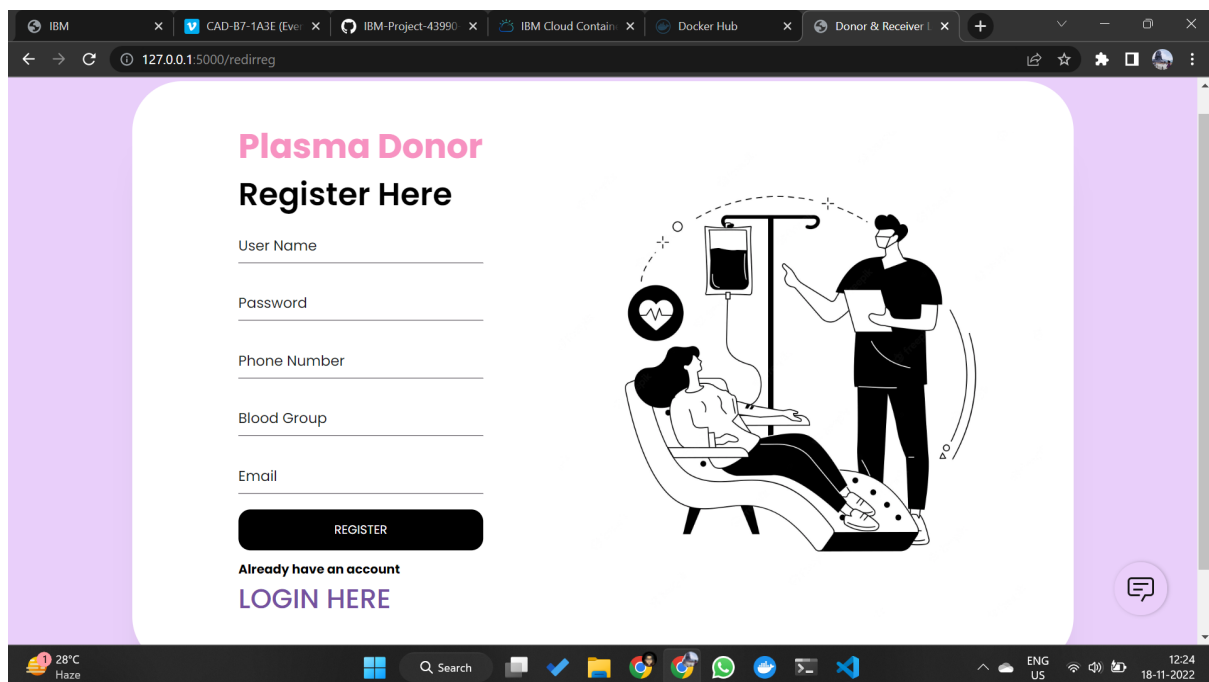 IBM
CAD-B7-1A3E (Ever
IBM-Project-43990
IBM Cloud Contain
Docker Hub
Donor & Receiver L
127.0.0.1:5000/redirreg
Plasma Donor
Register Here
User Name
Password
Phone Number
Blood Group
Email
REGISTER
Already have an account
LOGIN HERE
1
28°C
Haze
Search
ENG
US
12:24
18-11-2022